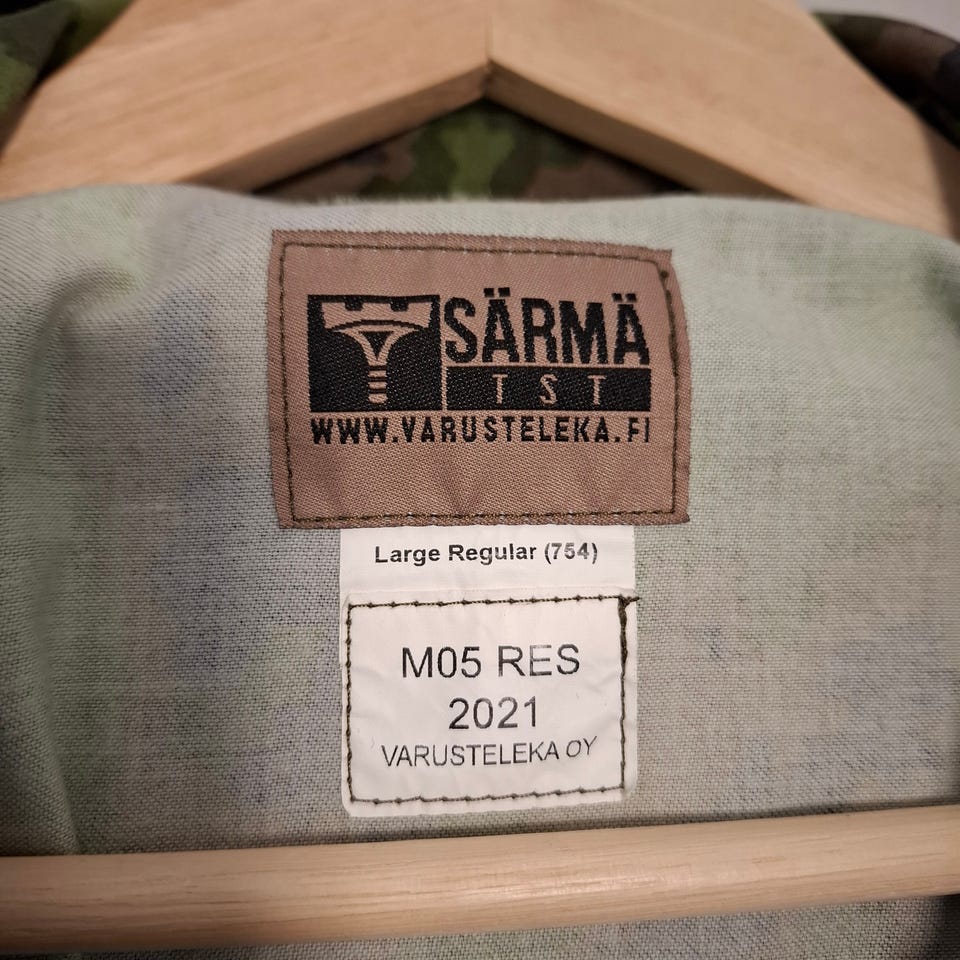 SÄRMÄ
TST
WWW.VARUSTELEKA.FI
Large Regular (754)
M05 RES
2021
VARUSTELEKA OY